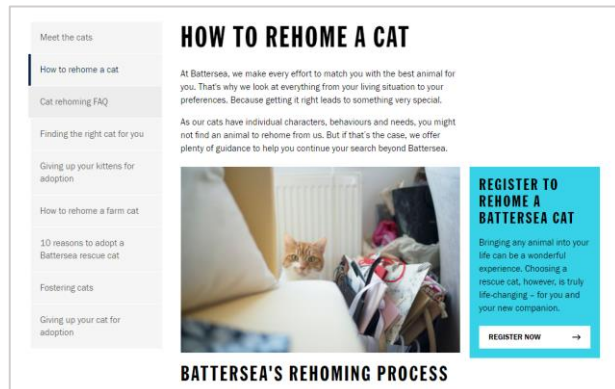 Meet the cats
How to rehome a cat
Cat rehoming FAQ
Finding the right cat for you
Giving up your kittens for
adoption
How to rehome a farm cat
10 reasons to adopt a
Battersea rescue cat
Fostering cats
Giving up your cat for
adoption
HOW TO REHOME A CAT
At Battersea, we make every effort to match you with the best animal for
you. That's why we look at everything from your living situation to your
preferences. Because getting it right leads to something very special.
As our cats have individual characters, behaviours and needs, you might
not find an animal to rehome from us. But if that's the case, we offer
plenty of guidance to help you continue your search beyond Battersea.
REGISTER TO
REHOME A
BATTERSEA CAT
Bringing any animal into your
life can be a wonderful
experience. Choosing a
rescue cat, however, is truly
life-changing – for you and
your new companion.
REGISTER NOW →
BATTERSEA'S REHOMING PROCESS